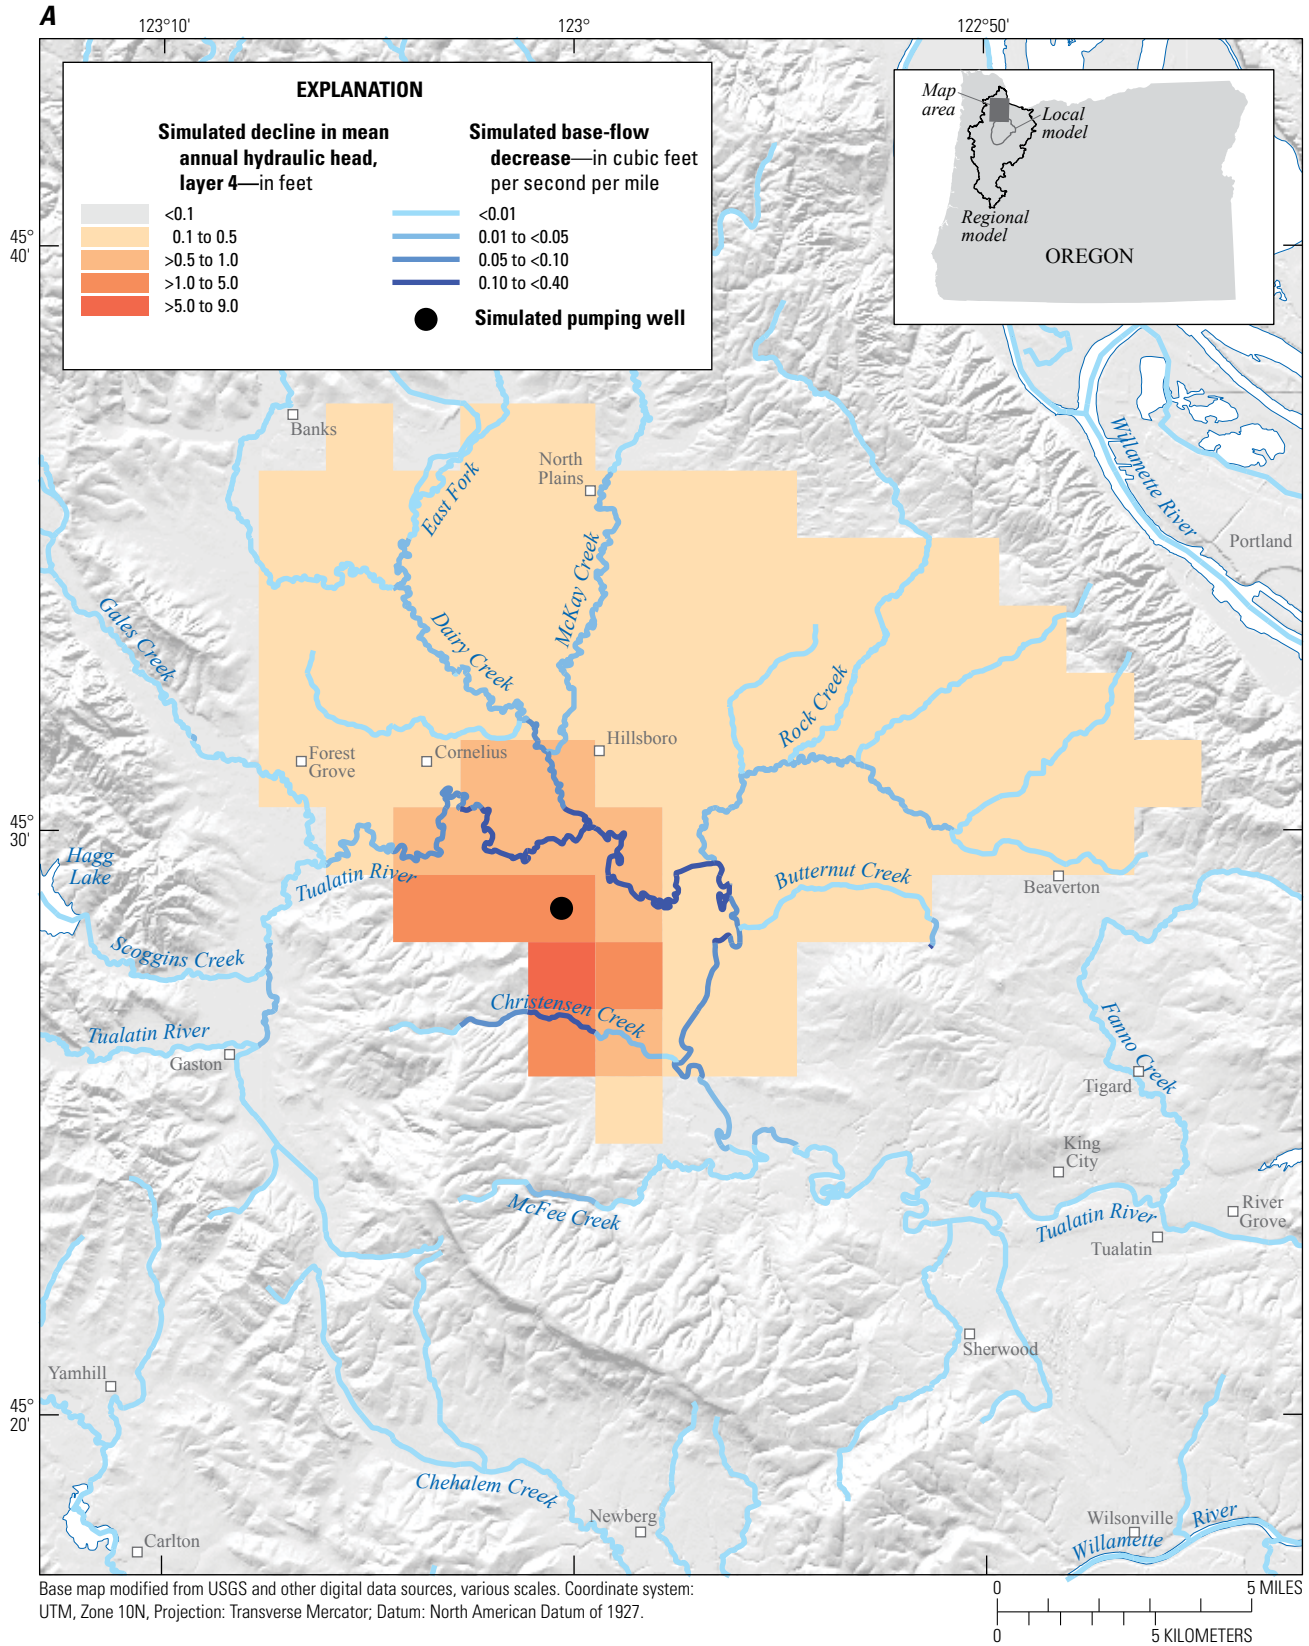 A
123°10'
123°
122°50'
EXPLANATION
Simulated decline in mean
annual hydraulic head,
layer 4—in feet
<0.1
0.1 to 0.5
>0.5 to 1.0
>1.0 to 5.0
>5.0 to 9.0
Simulated base-flow
decrease—in cubic feet
per second per mile
<0.01
0.01 to <0.05
0.05 to <0.10
0.10 to <0.40
Simulated pumping well
Map
area
Local
model
Regional
model
OREGON
45°
40'
Banks
North
Plains
East Fork
McKay Creek
Willamette River
Portland
Gales Creek
Dairy Creek
Rock Creek
Forest
Grove
Cornelius
Hillsboro
45°
30'
Hagg
Lake
Tualatin River
Butternut Creek
Beaverton
Scoggins Creek
Christensen Creek
Tualatin River
Gaston
Fanno Creek
Tigard
King
City
McFee Creek
Tualatin River
River
Grove
Tualatin
Sherwood
Yamhill
45°
20'
Chehalem Creek
Newberg
Wilsonville
Willamette River
Carlton
Base map modified from USGS and other digital data sources, various scales. Coordinate system:
UTM, Zone 10N, Projection: Transverse Mercator; Datum: North American Datum of 1927.
0 5 MILES
0 5 KILOMETERS